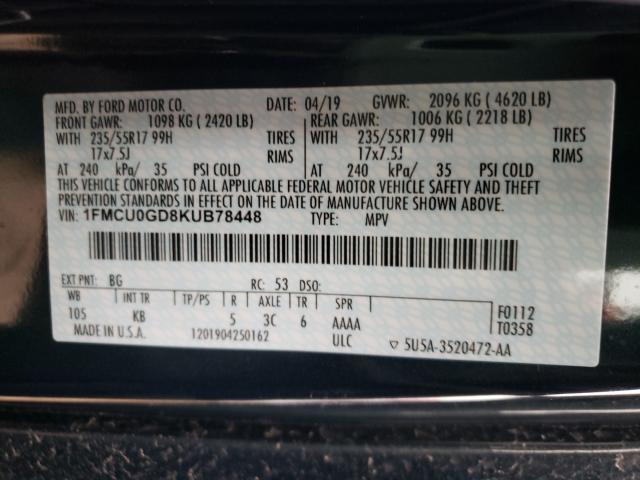 MFD. BY FORD MOTOR CO. 04/19 GVWR: 2096 KG ( 4620 LB)
FRONT GAWR: 1098 KG ( 2420 LB) REAR GAWR: 1006 KG ( 2218 LB)
WITH 235/55R17 99H TIRES WITH 235/55R17 99H TIRES
17x7.5J RIMS 17x7.5J RIMS
AT 240 kPa/ 35 PSI COLD AT 240 kPa/ 35 PSI COLD
THIS VEHICLE CONFORMS TO ALL APPLICABLE FEDERAL MOTOR VEHICLE SAFETY AND THEFT
PREVENTION STANDARDS IN EFFECT ON THE DATE OF MANUFACTURE SHOWN ABOVE.
VIN: 1FMCU0GD8KUB78448 TYPE: MPV
EXT PNT: BG RC: 53 DSO:
WB INT TR TP/PS R AXLE TR SPR F0112
105 KB 5 3C 6 AAAA T0358
MADE IN U.S.A. 1201904250162 ULC ▽ 5U5A-3520472-AA